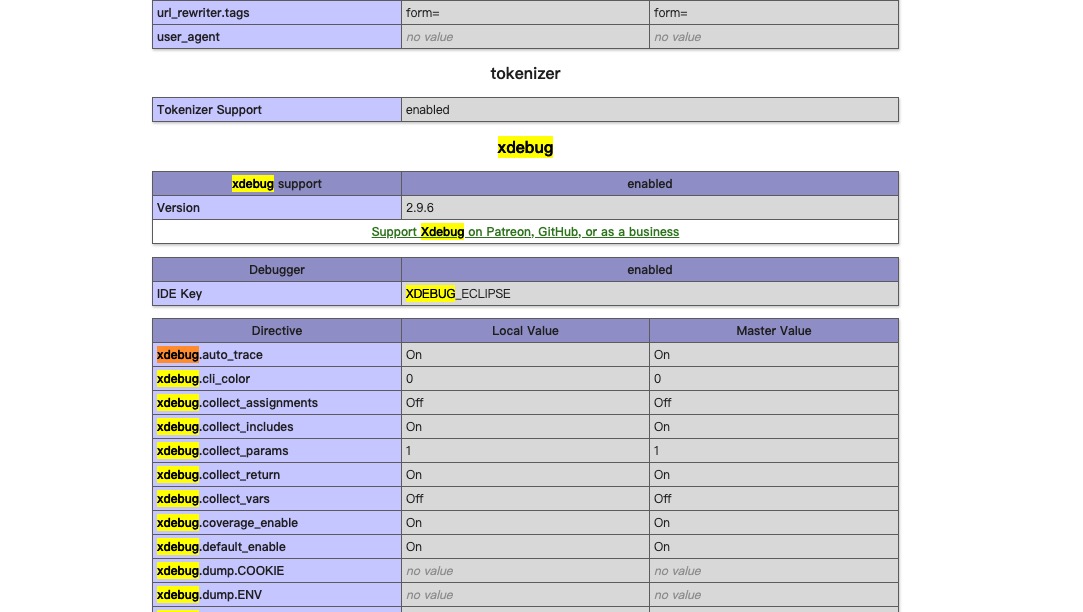 url_rewriter.tags form= form=
user_agent no value no value
tokenizer
Tokenizer Support enabled
xdebug
xdebug support enabled
Version 2.9.6
Support Xdebug on Patreon, GitHub, or as a business
Debugger enabled
IDE Key XDEBUG_ECLIPSE
Directive Local Value Master Value
xdebug.auto_trace On On
xdebug.cli_color 0 0
xdebug.collect_assignments Off Off
xdebug.collect_includes On On
xdebug.collect_params 1 1
xdebug.collect_return On On
xdebug.collect_vars Off Off
xdebug.coverage_enable On On
xdebug.default_enable On On
xdebug.dump.COOKIE no value no value
xdebug.dump.ENV no value no value